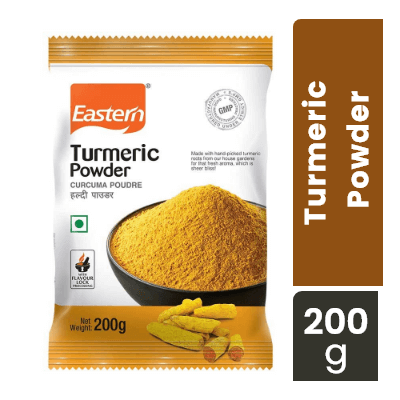 Eastern
®
GMP
Turmeric
Powder
CURCUMA POUDRE
हल्दी पाउडर
Made with hand-picked turmeric
roots from our house gardens
for that fresh aroma, which is
sheer bliss!
WITH
FLAVOUR
LOCK
Net
Weight: 200g
Turmeric
Powder
200
g